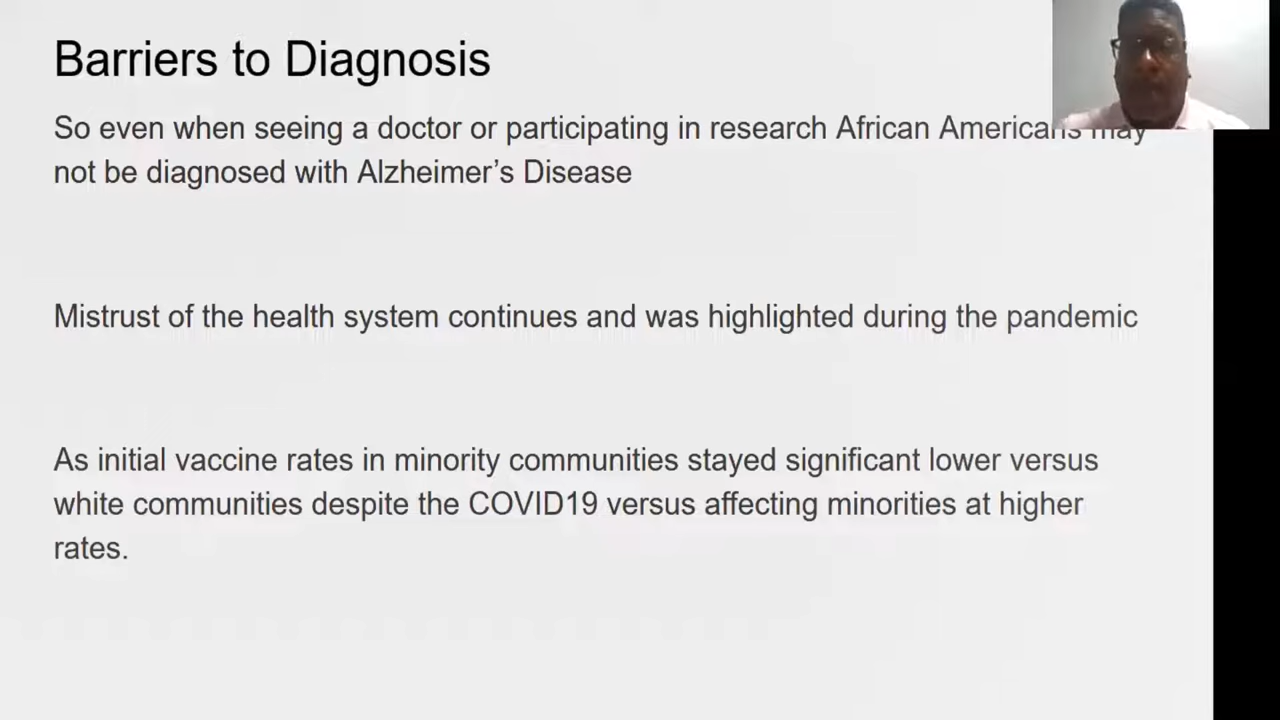 Barriers to Diagnosis
So even when seeing a doctor or participating in research African Americans may
not be diagnosed with Alzheimer’s Disease
Mistrust of the health system continues and was highlighted during the pandemic
As initial vaccine rates in minority communities stayed significant lower versus
white communities despite the COVID19 versus affecting minorities at higher
rates.